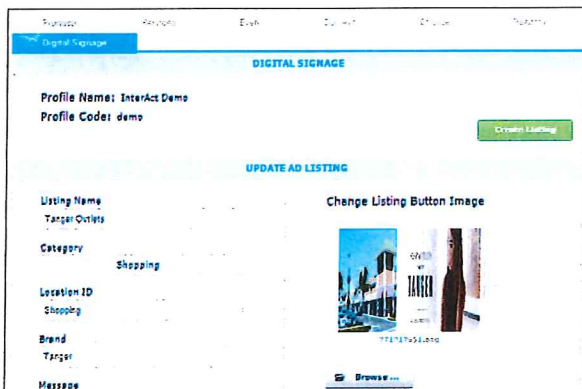 Digital Signage
DIGITAL SIGNAGE
Profile Name: InterAct Demo
Profile Code: demo
Create Listing
UPDATE AD LISTING
Listing Name
Tanger Outlets
Category
Shopping
Location ID
Shopping
Brand
Tanger
Message
Change Listing Button Image
TANGER
Browse...